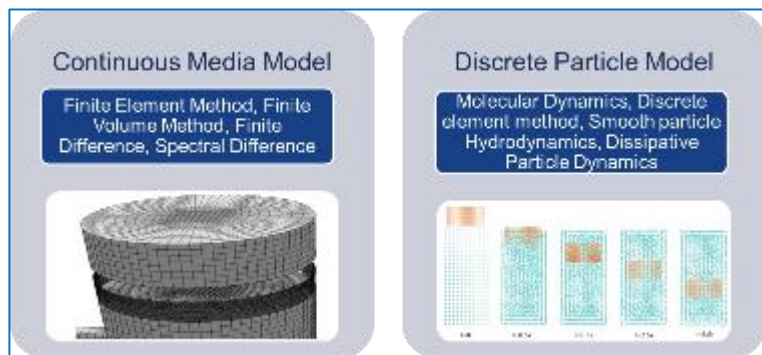 Continuous Media Model
Finite Element Method, Finite
Volume Method, Finite
Difference, Spectral Difference
Discrete Particle Model
Molecular Dynamics, Discrete
element method, Smooth particle
Hydrodynamics, Dissipative
Particle Dynamics